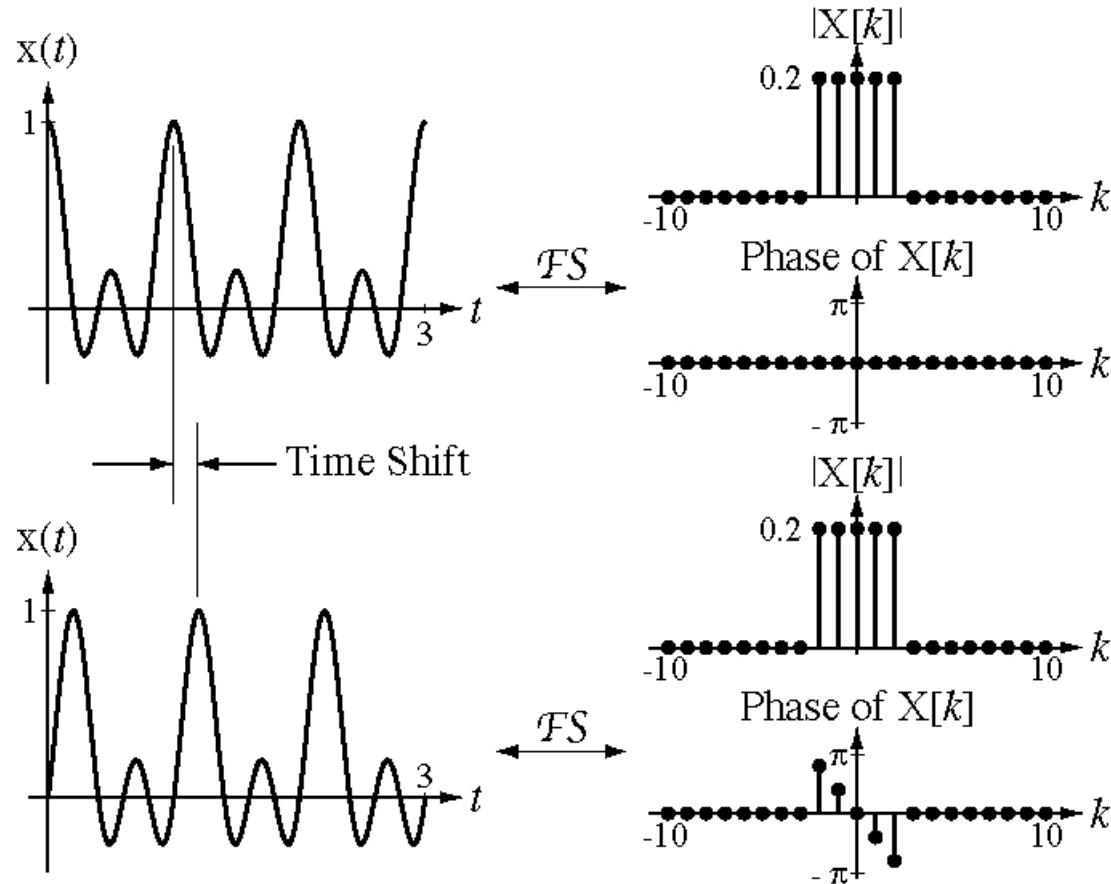 x(t)
1
3
t
FS
|X[k]|
0.2
-10
10
k
Phase of X[k]
π
-10
10
k
- π
Time Shift
x(t)
1
3
t
FS
|X[k]|
0.2
-10
10
k
Phase of X[k]
π
-10
10
k
- π